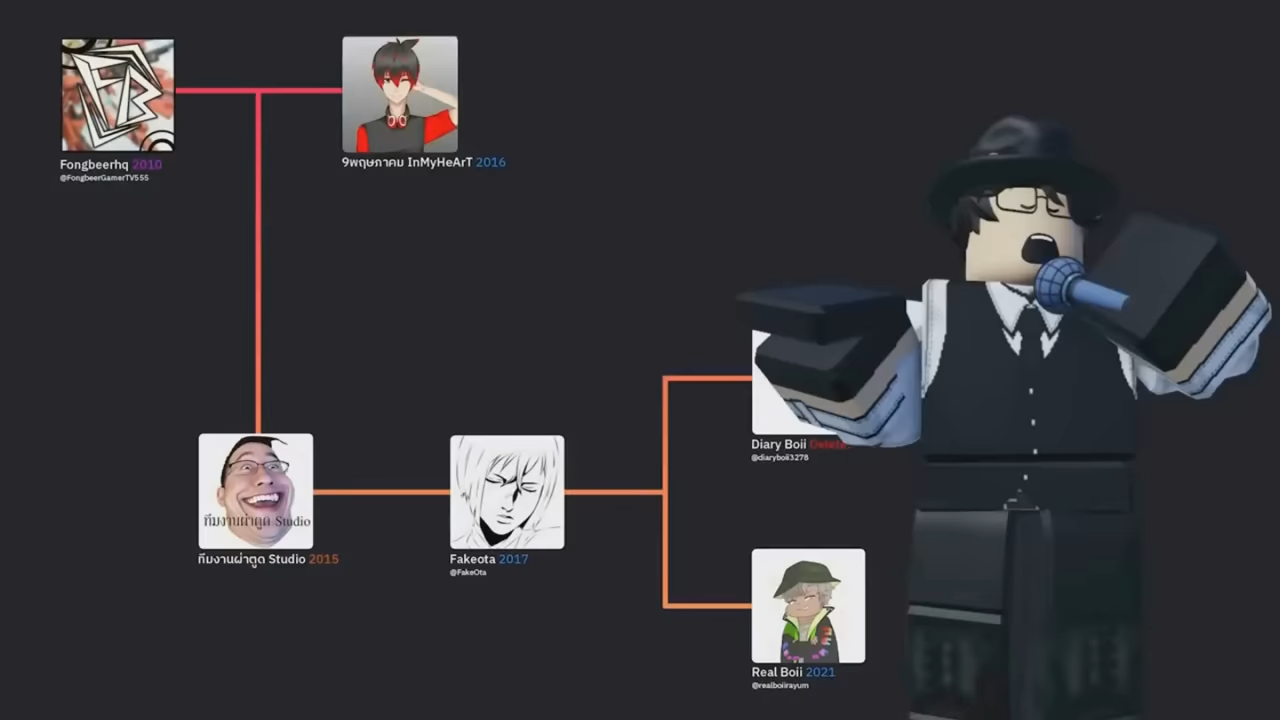 FB
Fongbeerhq 2010
@FongbeerGamerTV555
9พฤษภาคม InMyHeArT 2016
ทีมงานผ่าตูด Studio
ทีมงานผ่าตูด Studio 2015
Fakeota 2017
@FakeOta
Diary Boii Delete
@diaryboii3278
Real Boii 2021
@realboiirayum